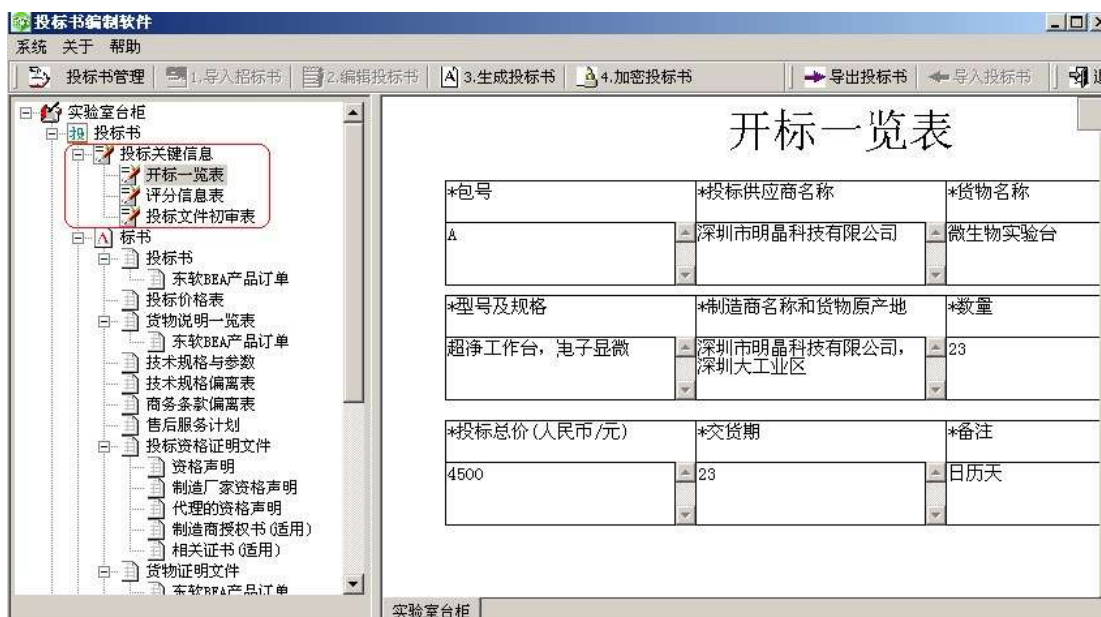 投标书编制软件
系统 关于 帮助
投标书管理 1.导入招标书 2.编辑投标书 3.生成投标书 4.加密投标书 导出投标书 导入投标书
实验室台柜
投标书
投标关键信息
开标一览表
评分信息表
投标文件初审表
标书
投标书
东软BEA产品订单
投标价格表
货物说明一览表
东软BEA产品订单
技术规格与参数
技术规格偏离表
商务条款偏离表
售后服务计划
投标资格证明文件
资格声明
制造厂家资格声明
代理的资格声明
制造商授权书(适用)
相关证书(适用)
货物证明文件
东软BEA产品订单
开标一览表
*包号 *投标供应商名称 *货物名称
A 深圳市明晶科技有限公司 微生物实验台
*型号及规格 *制造商名称和货物原产地 *数量
超净工作台，电子显微 深圳市明晶科技有限公司， 23
深圳大工业区
*投标总价(人民币/元) *交货期 *备注
4500 23 日历天
实验室台柜